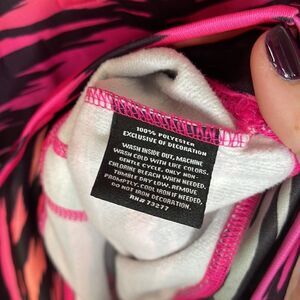 100% POLYESTER
EXCLUSIVE OF DECORATION
WASH INSIDE OUT, MACHINE
WASH COLD WITH LIKE COLORS,
GENTLE CYCLE, ONLY NON-
CHLORINE BLEACH WHEN NEEDED.
TUMBLE DRY LOW. REMOVE
PROMPTLY. COOL IRON IF NEEDED.
DO NOT IRON DECORATION.
RN# 73277